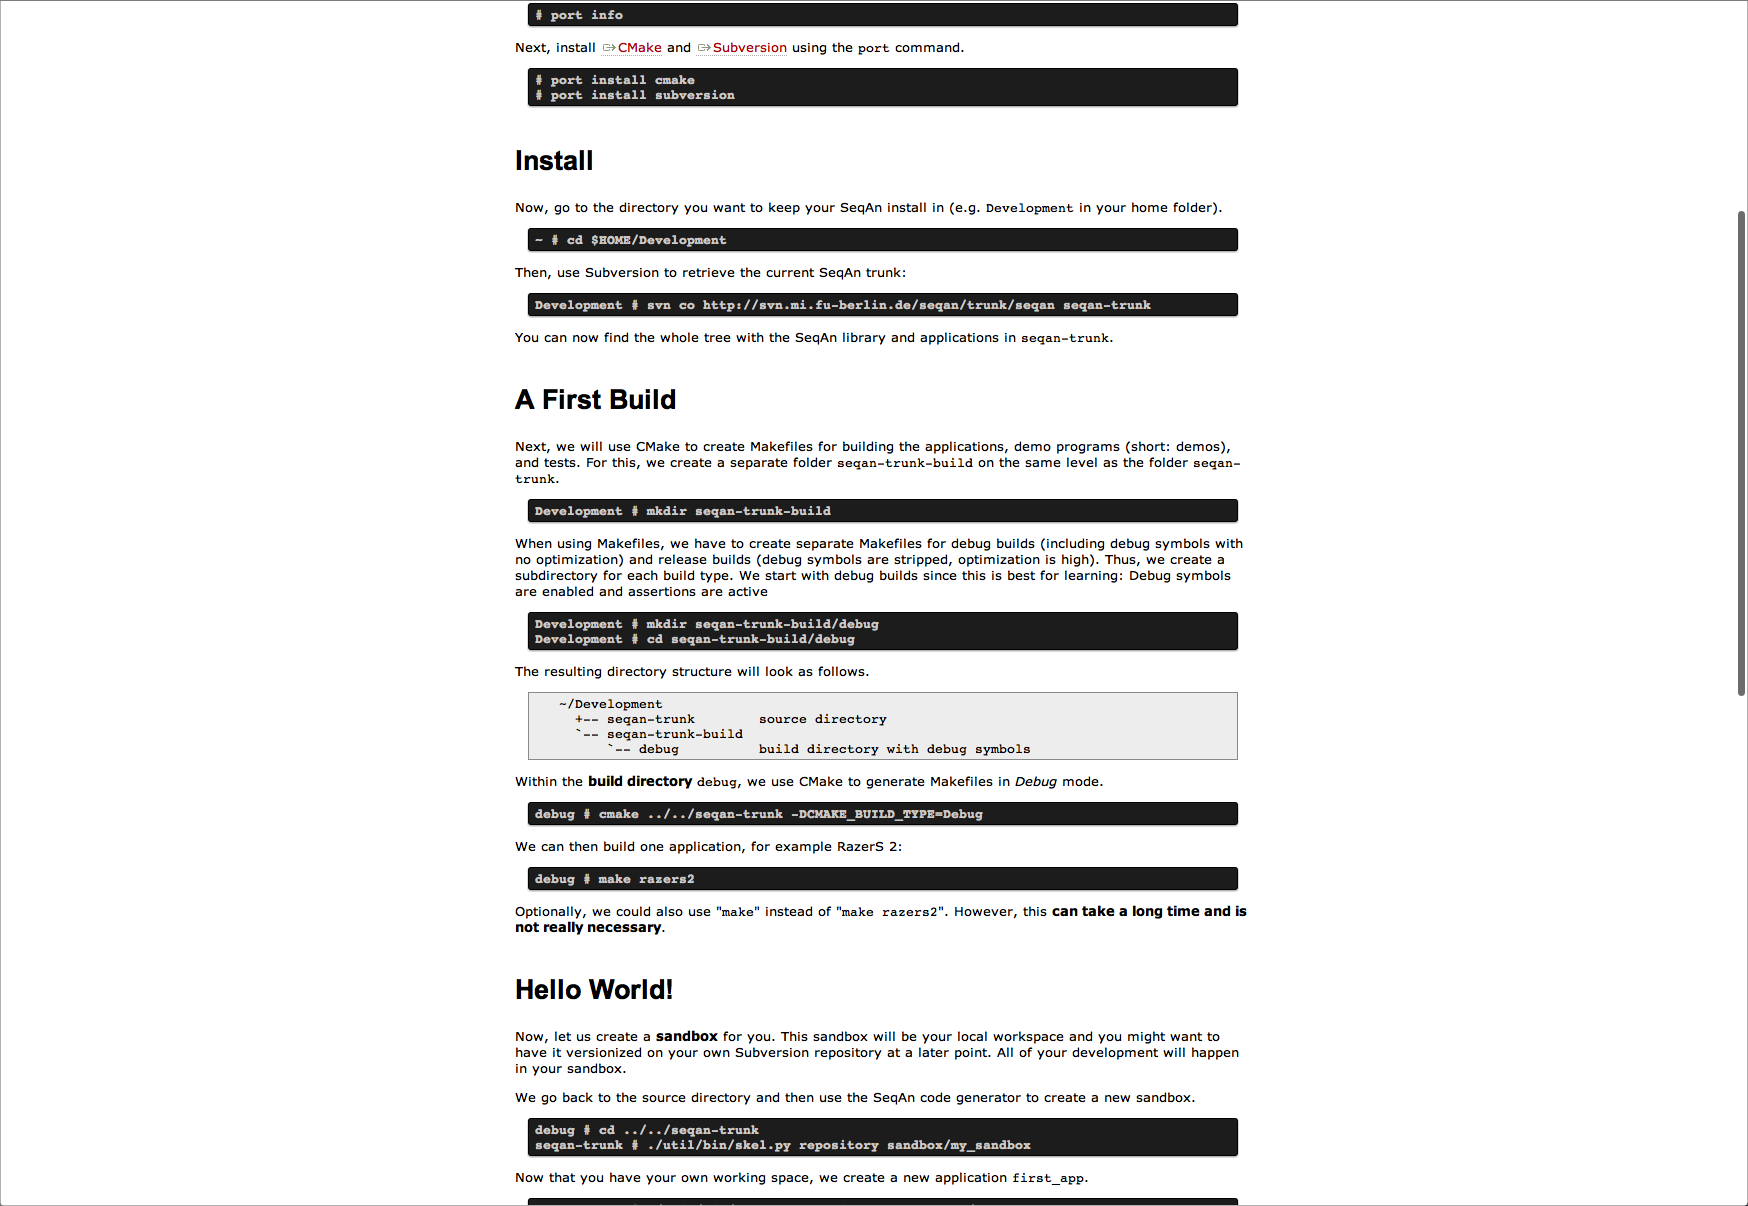 # port info
Next, install CMake and Subversion using the port command.
# port install cmake
# port install subversion
Install
Now, go to the directory you want to keep your SeqAn install in (e.g. Development in your home folder).
~ # cd $HOME/Development
Then, use Subversion to retrieve the current SeqAn trunk:
Development # svn co http://svn.mi.fu-berlin.de/seqan/trunk/seqan seqan-trunk
You can now find the whole tree with the SeqAn library and applications in seqan-trunk.
A First Build
Next, we will use CMake to create Makefiles for building the applications, demo programs (short: demos),
and tests. For this, we create a separate folder seqan-trunk-build on the same level as the folder seqan-
trunk.
Development # mkdir seqan-trunk-build
When using Makefiles, we have to create separate Makefiles for debug builds (including debug symbols with
no optimization) and release builds (debug symbols are stripped, optimization is high). Thus, we create a
subdirectory for each build type. We start with debug builds since this is best for learning: Debug symbols
are enabled and assertions are active
Development # mkdir seqan-trunk-build/debug
Development # cd seqan-trunk-build/debug
The resulting directory structure will look as follows.
~/Development
+-- seqan-trunk        source directory
`-- seqan-trunk-build
`-- debug          build directory with debug symbols
Within the build directory debug, we use CMake to generate Makefiles in Debug mode.
debug # cmake ../../seqan-trunk -DCMAKE_BUILD_TYPE=Debug
We can then build one application, for example RazerS 2:
debug # make razers2
Optionally, we could also use "make" instead of "make razers2". However, this can take a long time and is
not really necessary.
Hello World!
Now, let us create a sandbox for you. This sandbox will be your local workspace and you might want to
have it versionized on your own Subversion repository at a later point. All of your development will happen
in your sandbox.
We go back to the source directory and then use the SeqAn code generator to create a new sandbox.
debug # cd ../../seqan-trunk
seqan-trunk # ./util/bin/skel.py repository sandbox/my_sandbox
Now that you have your own working space, we create a new application first_app.